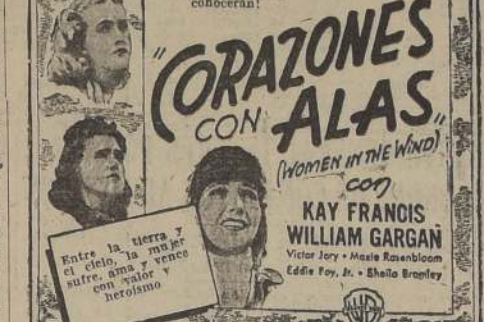 conocerán!
"CORAZONES
CON ALAS"
(WOMEN IN THE WIND)
con
KAY FRANCIS
WILLIAM GARGAN
Victor Jory • Maxie Rosenbloom
Eddie Foy, Jr. • Sheila Bromley
Entre la tierra y
el cielo, la mujer
sufre, ama y vence
con valor y
heroismo